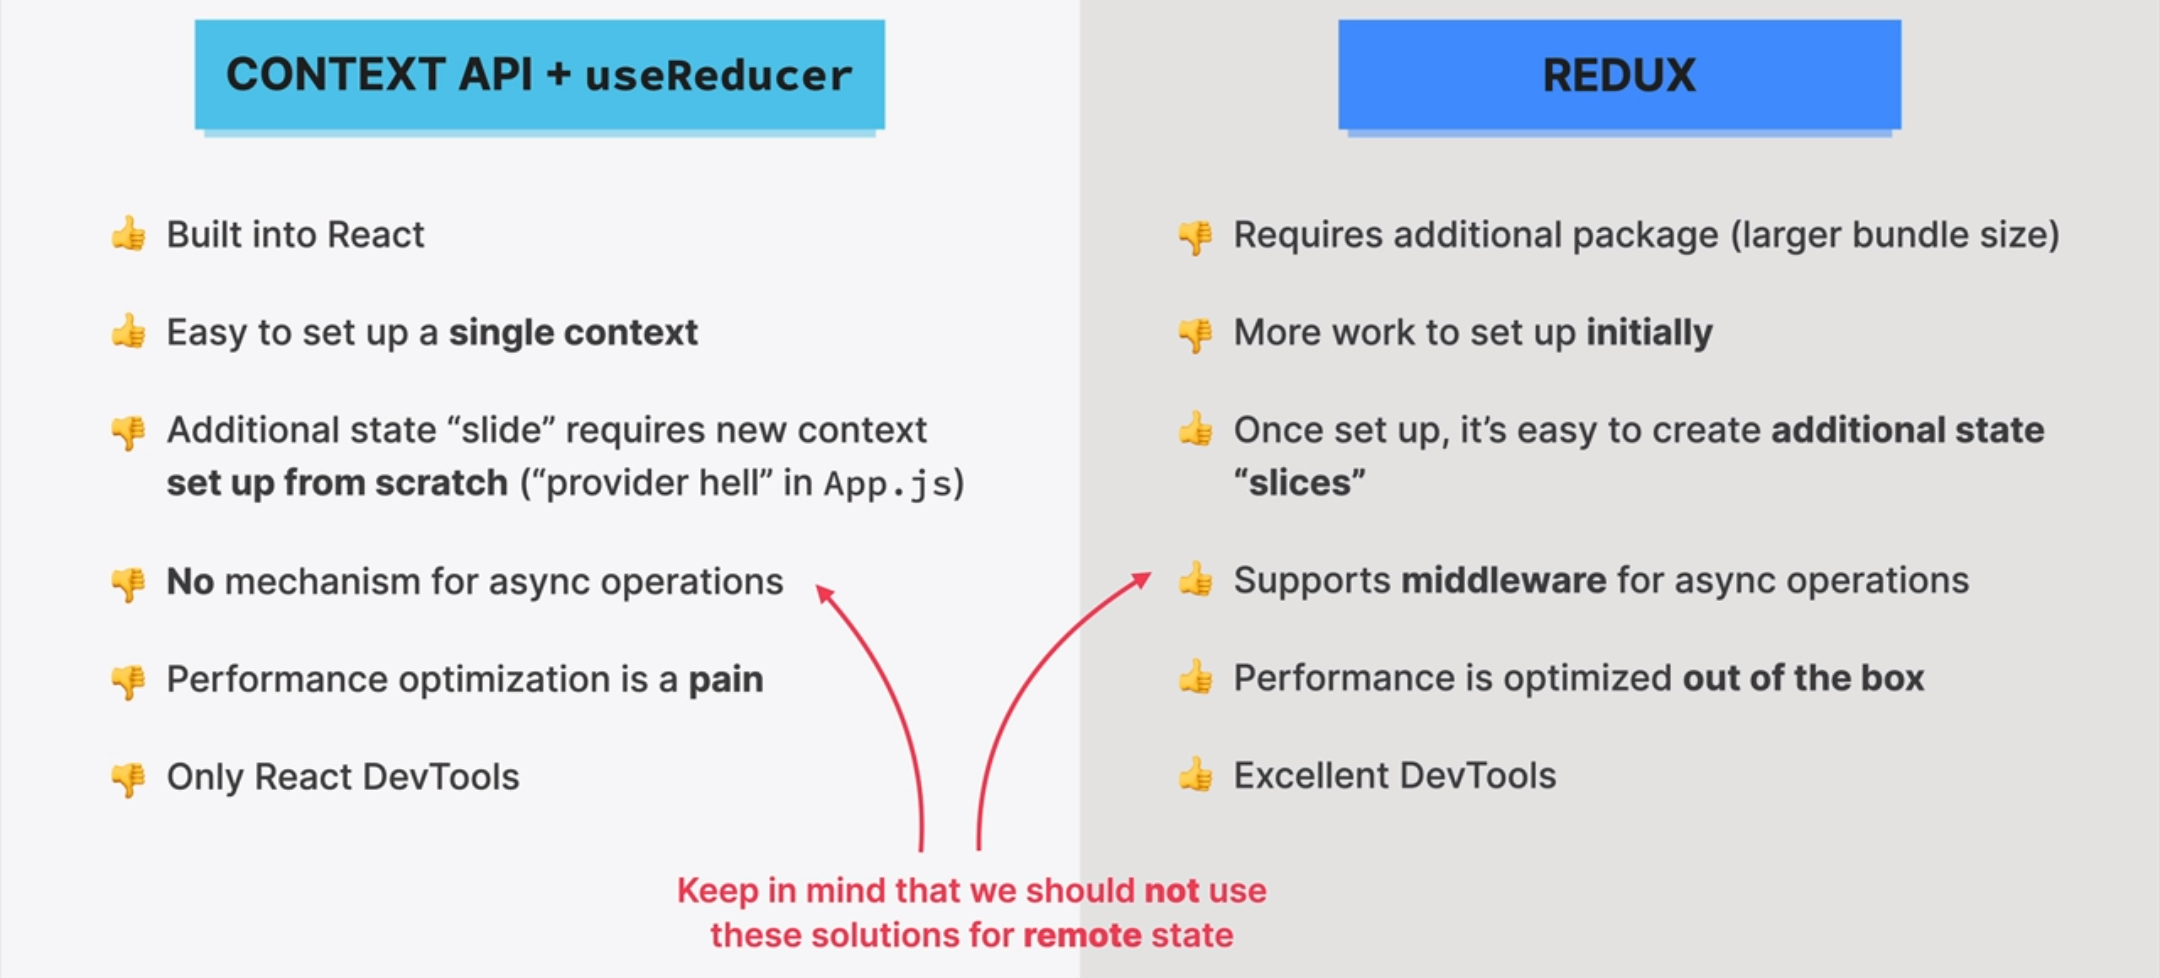 CONTEXT API + useReducer
👍 Built into React
👍 Easy to set up a single context
👎 Additional state “slide” requires new context
set up from scratch (“provider hell” in App.js)
👎 No mechanism for async operations
👎 Performance optimization is a pain
👎 Only React DevTools
REDUX
👎 Requires additional package (larger bundle size)
👎 More work to set up initially
👍 Once set up, it’s easy to create additional state
“slices”
👍 Supports middleware for async operations
👍 Performance is optimized out of the box
👍 Excellent DevTools
Keep in mind that we should not use
these solutions for remote state